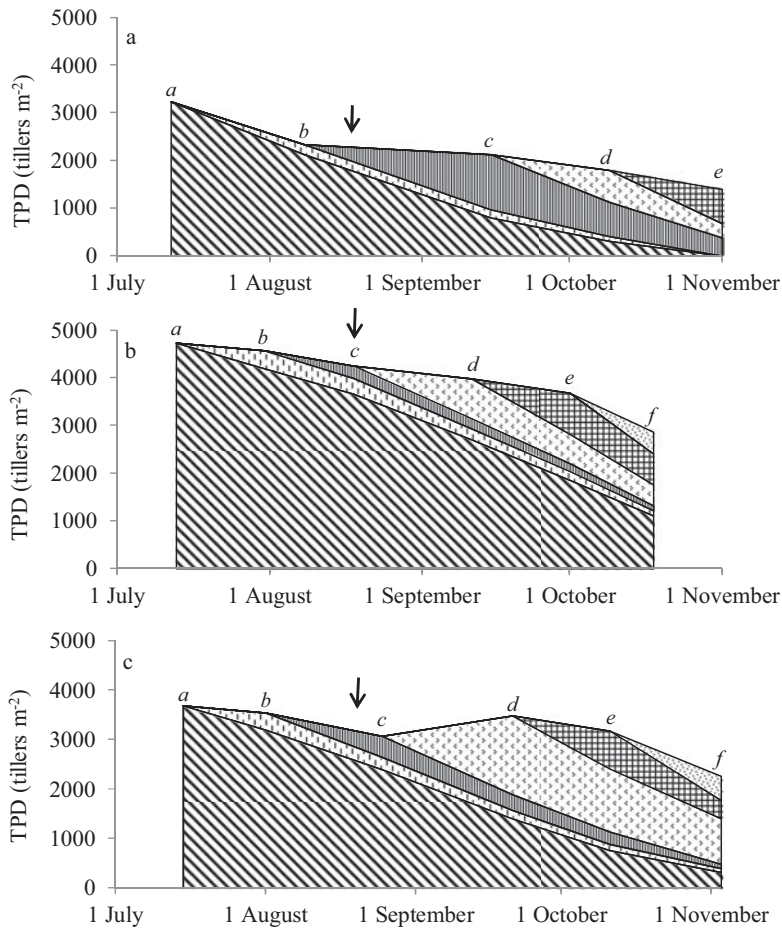 5000
a
4000
3000
2000
1000
0
TPD (tillers m⁻²)
a
b
c
d
e
1 July
1 August
1 September
1 October
1 November
5000
b
4000
3000
2000
1000
0
TPD (tillers m⁻²)
a
b
c
d
e
f
1 July
1 August
1 September
1 October
1 November
5000
c
4000
3000
2000
1000
0
TPD (tillers m⁻²)
a
b
c
d
e
f
1 July
1 August
1 September
1 October
1 November